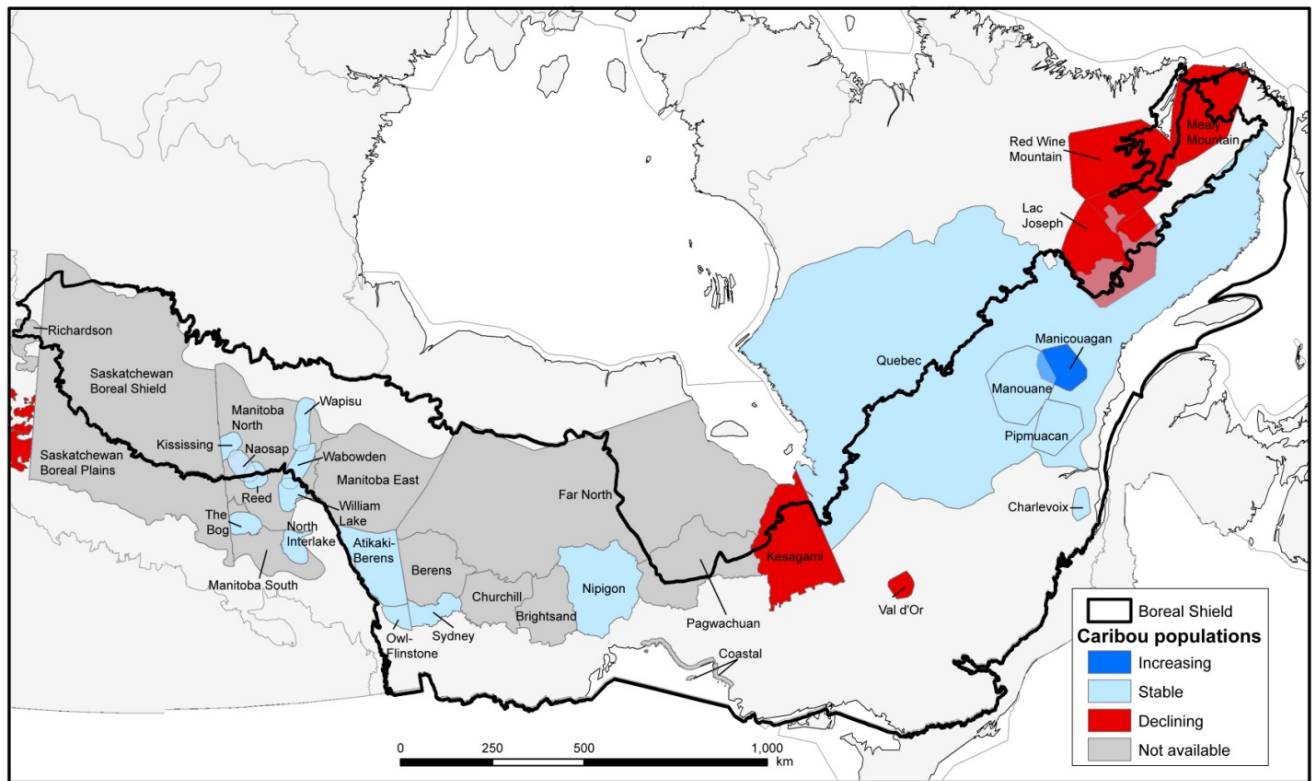 Mealy
Mountain
Red Wine
Mountain
Lac
Joseph
Richardson
Manicouagan
Quebec
Saskatchewan
Boreal Shield
Manouane
Wapisu
Manitoba
North
Kississing
Naosap
Pipmuacan
Wabowden
Saskatchewan
Boreal Plains
Manitoba East
Reed
Far North
William
Lake
Charlevoix
The
Bog
North
Interlake
Atikaki-
Berens
Kesagami
Berens
Manitoba South
Nipigon
Churchill
Brightsand
Val d'Or
Pagwachuan
Sydney
Owl-
Flinstone
Coastal
Boreal Shield
Caribou populations
Increasing
Stable
Declining
Not available
0 250 500 1,000
km